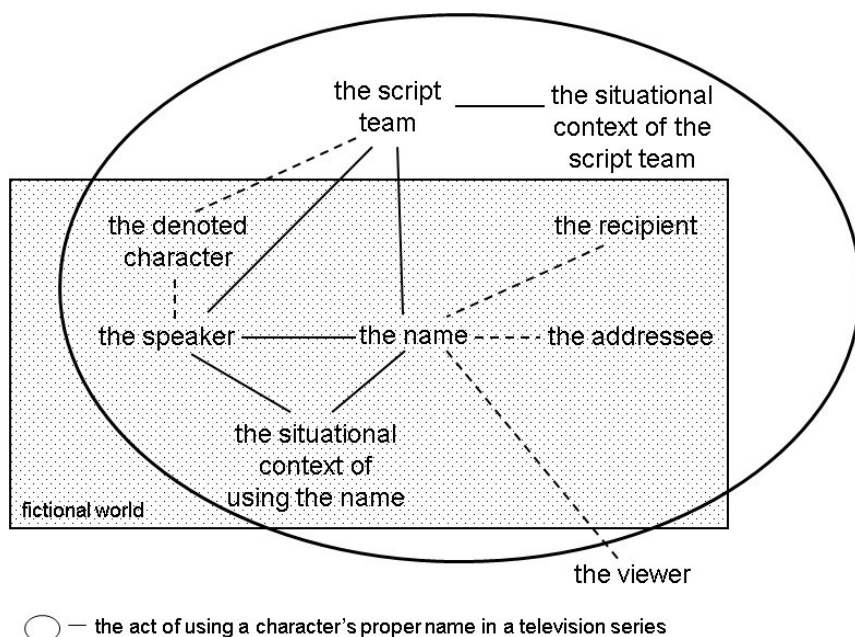 the script
team
the situational
context of the
script team
the denoted
character
the recipient
the speaker
the name
the addressee
the situational
context of
using the name
fictional world
the viewer
— the act of using a character's proper name in a television series